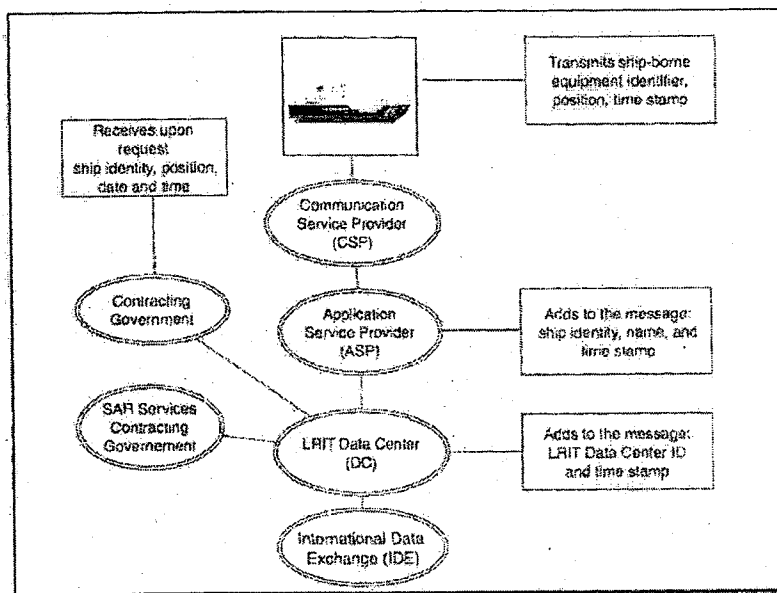 Transmits ship-borne
equipment identifier,
position, time stamp
Receives upon
request
ship identity, position,
date and time
Communication
Service Provider
(CSP)
Contracting
Government
Application
Service Provider
(ASP)
Adds to the message:
ship identity, name, and
time stamp
SAR Services
Contracting
Governement
LRIT Data Center
(DC)
Adds to the message:
LRIT Data Center ID
and time stamp
International Data
Exchange (IDE)